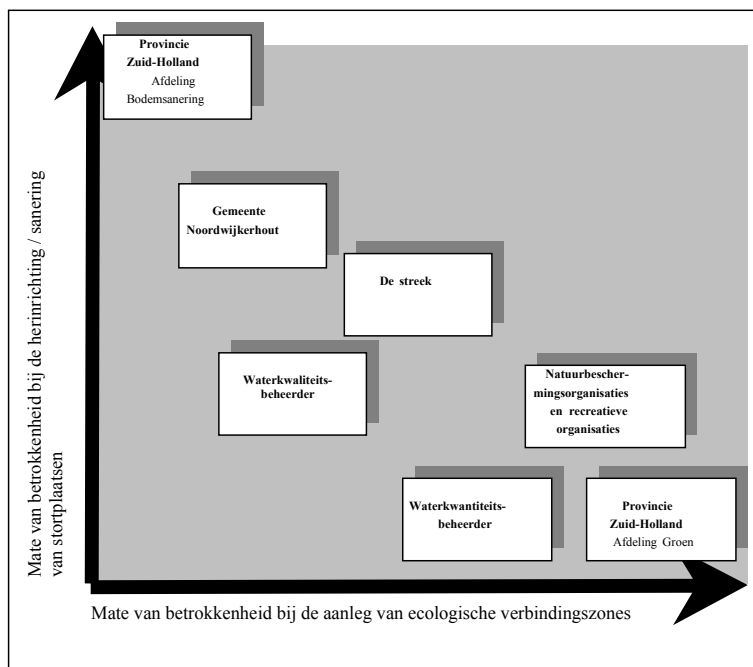 Provincie
Zuid-Holland
Afdeling
Bodemsanering
Gemeente
Noordwijkerhout
De streek
Waterkwaliteits-
beheerder
Natuurbescher-
mingsorganisaties
en recreatieve
organisaties
Waterkwantiteits-
beheerder
Provincie
Zuid-Holland
Afdeling Groen
Mate van betrokkenheid bij de herinrichting / sanering
van stortplaatsen
Mate van betrokkenheid bij de aanleg van ecologische verbindingszones